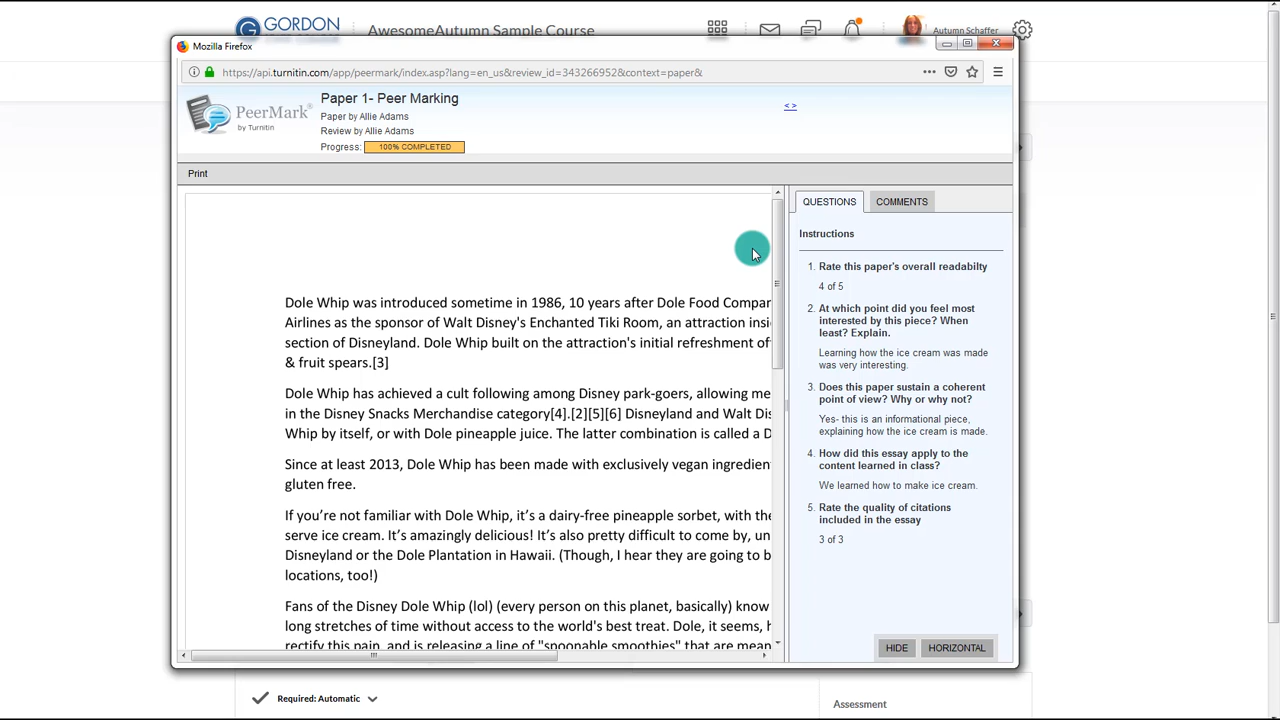 GORDON
AwesomeAutumn Sample Course
Autumn Schaffer
Mozilla Firefox
https://api.turnitin.com/app/peermark/index.asp?lang=en_us&review_id=343266952&context=paper&
PeerMark®
by Turnitin
Paper 1- Peer Marking
Paper by Allie Adams
Review by Allie Adams
Progress: 100% COMPLETED
< >
Print
Dole Whip was introduced sometime in 1986, 10 years after Dole Food Compar
Airlines as the sponsor of Walt Disney's Enchanted Tiki Room, an attraction insi
section of Disneyland. Dole Whip built on the attraction's initial refreshment of
& fruit spears.[3]
Dole Whip has achieved a cult following among Disney park-goers, allowing me
in the Disney Snacks Merchandise category[4].[2][5][6] Disneyland and Walt Dis
Whip by itself, or with Dole pineapple juice. The latter combination is called a D
Since at least 2013, Dole Whip has been made with exclusively vegan ingredien
gluten free.
If you're not familiar with Dole Whip, it's a dairy-free pineapple sorbet, with the
serve ice cream. It's amazingly delicious! It's also pretty difficult to come by, un
Disneyland or the Dole Plantation in Hawaii. (Though, I hear they are going to b
locations, too!)
Fans of the Disney Dole Whip (lol) (every person on this planet, basically) know
long stretches of time without access to the world's best treat. Dole, it seems, h
rectify this pain, and is releasing a line of "spoonable smoothies" that are mean
QUESTIONS
COMMENTS
Instructions
1. Rate this paper's overall readabilty
4 of 5
2. At which point did you feel most
interested by this piece? When
least? Explain.
Learning how the ice cream was made
was very interesting.
3. Does this paper sustain a coherent
point of view? Why or why not?
Yes- this is an informational piece,
explaining how the ice cream is made.
4. How did this essay apply to the
content learned in class?
We learned how to make ice cream.
5. Rate the quality of citations
included in the essay
3 of 3
HIDE
HORIZONTAL
Required: Automatic
Assessment